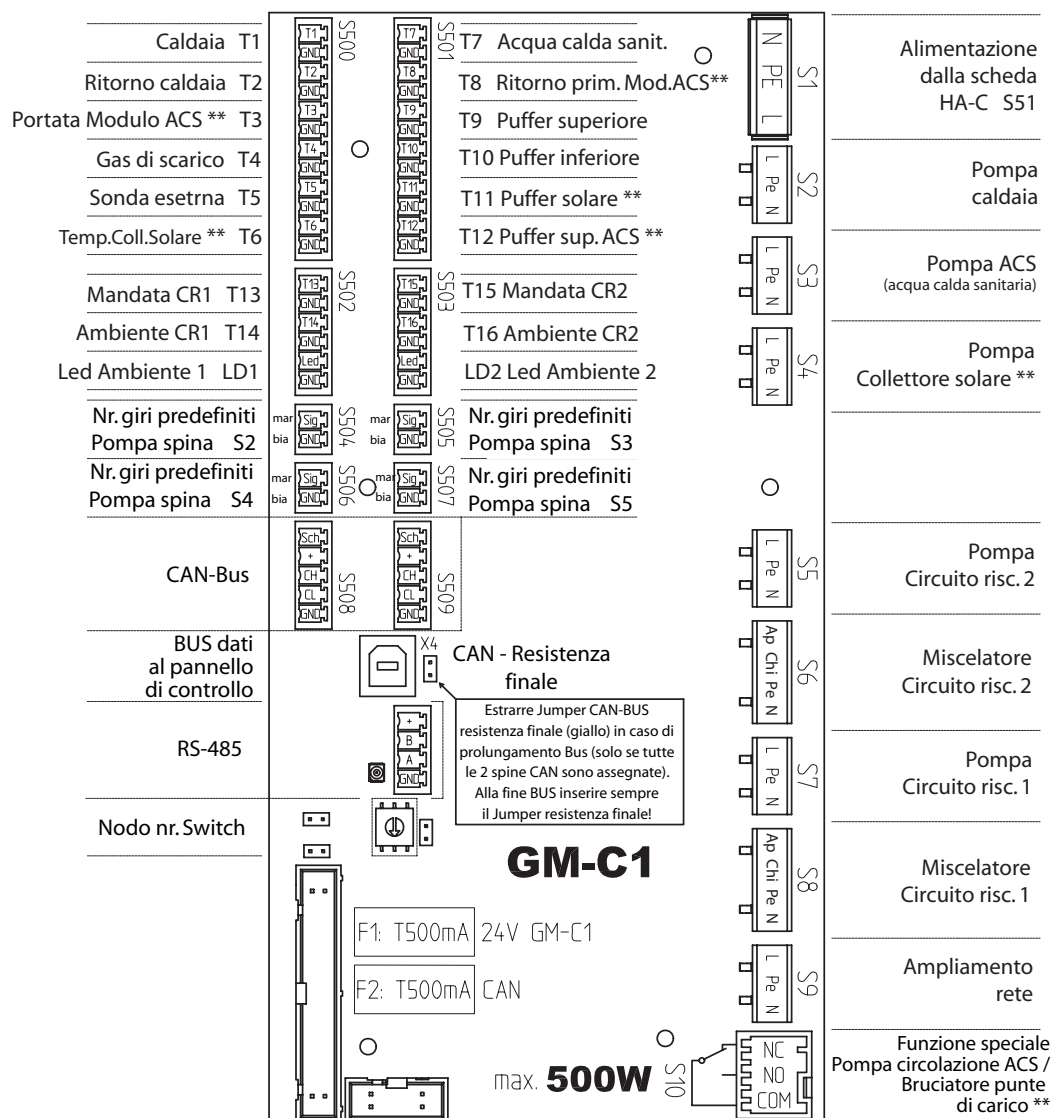 Caldaia T1
Ritorno caldaia T2
Portata Modulo ACS ** T3
Gas di scarico T4
Sonda esetrna T5
Temp.Coll.Solare ** T6
Mandata CR1 T13
Ambiente CR1 T14
Led Ambiente 1 LD1
Nr. giri predefiniti
Pompa spina S2
Nr. giri predefiniti
Pompa spina S4
CAN-Bus
BUS dati
al pannello
di controllo
RS-485
Nodo nr. Switch
T1
GND
T2
GND
T3
GND
T4
GND
T5
GND
T6
GND
S500
T13
GND
T14
GND
Led
GND
S502
mar Sig
bia GND
S504
mar Sig
bia GND
S506
Sch
+
CH
CL
GND
S508
T7
GND
T8
GND
T9
GND
T10
GND
T11
GND
T12
GND
S501
T15
GND
T16
GND
Led
GND
S503
mar Sig
bia GND
S505
mar Sig
bia GND
S507
Sch
+
CH
CL
GND
S509
T7 Acqua calda sanit.
T8 Ritorno prim. Mod.ACS**
T9 Puffer superiore
T10 Puffer inferiore
T11 Puffer solare **
T12 Puffer sup. ACS **
T15 Mandata CR2
T16 Ambiente CR2
LD2 Led Ambiente 2
Nr. giri predefiniti
Pompa spina S3
Nr. giri predefiniti
Pompa spina S5
X4
CAN - Resistenza
finale
Estrarre Jumper CAN-BUS
resistenza finale (giallo) in caso di
prolungamento Bus (solo se tutte
le 2 spine CAN sono assegnate).
Alla fine BUS inserire sempre
il Jumper resistenza finale!
+
B
A
GND
GM-C1
F1: T500mA 24V GM-C1
F2: T500mA CAN
max. 500W
N PE L
S1
L Pe N
S2
L Pe N
S3
L Pe N
S4
L Pe N
S5
Ap Chi Pe N
S6
L Pe N
S7
Ap Chi Pe N
S8
L Pe N
S9
S10
NC
NO
COM
Alimentazione
dalla scheda
HA-C S51
Pompa
caldaia
Pompa ACS
(acqua calda sanitaria)
Pompa
Collettore solare **
Pompa
Circuito risc. 2
Miscelatore
Circuito risc. 2
Pompa
Circuito risc. 1
Miscelatore
Circuito risc. 1
Ampliamento
rete
Funzione speciale
Pompa circolazione ACS /
Bruciatore punte
di carico **